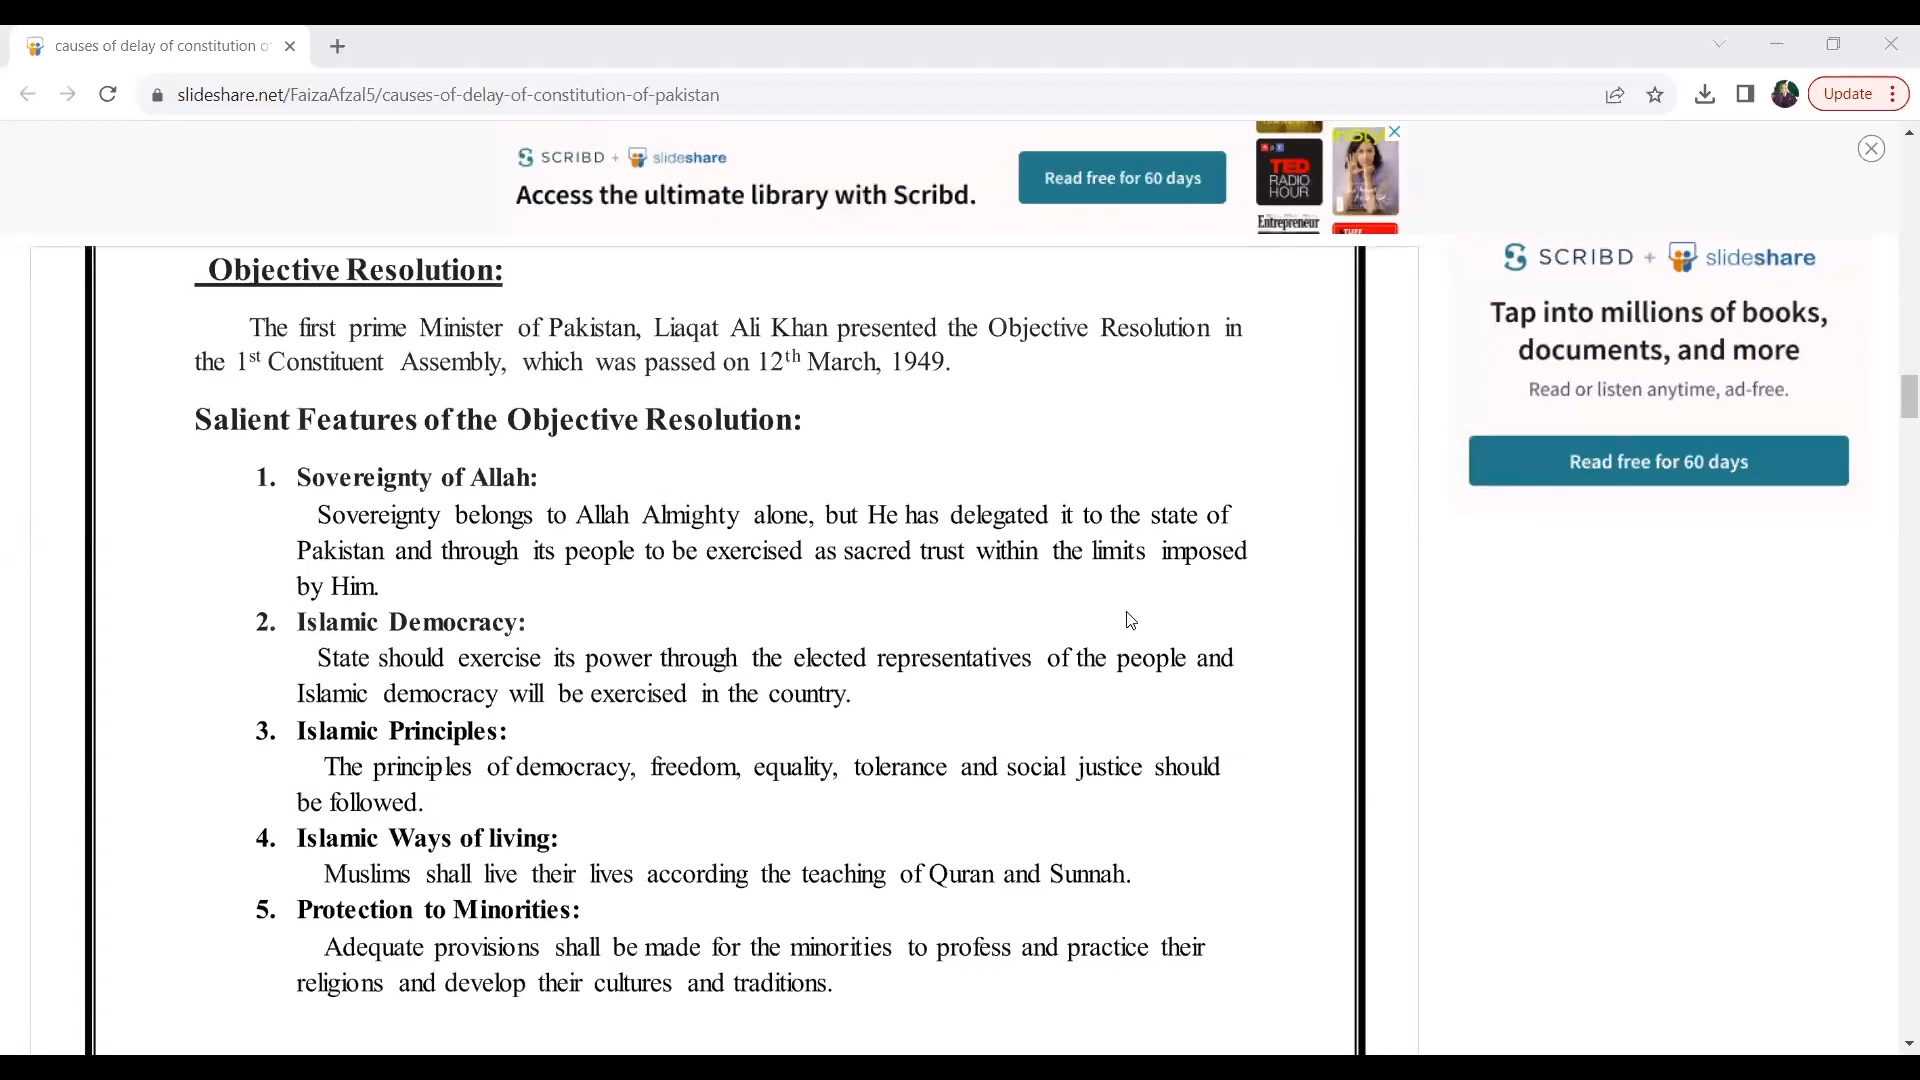 causes of delay of constitution o
slideshare.net/FaizaAfzal5/causes-of-delay-of-constitution-of-pakistan
Update
SCRIBD + slideshare
Access the ultimate library with Scribd.
Read free for 60 days
TED
RADIO
HOUR
Entrepreneur
SCRIBD + slideshare
Tap into millions of books,
documents, and more
Read or listen anytime, ad-free.
Read free for 60 days
Objective Resolution:
The first prime Minister of Pakistan, Liaqat Ali Khan presented the Objective Resolution in
the 1st Constituent Assembly, which was passed on 12th March, 1949.
Salient Features of the Objective Resolution:
1. Sovereignty of Allah:
Sovereignty belongs to Allah Almighty alone, but He has delegated it to the state of
Pakistan and through its people to be exercised as sacred trust within the limits imposed
by Him.
2. Islamic Democracy:
State should exercise its power through the elected representatives of the people and
Islamic democracy will be exercised in the country.
3. Islamic Principles:
The principles of democracy, freedom, equality, tolerance and social justice should
be followed.
4. Islamic Ways of living:
Muslims shall live their lives according the teaching of Quran and Sunnah.
5. Protection to Minorities:
Adequate provisions shall be made for the minorities to profess and practice their
religions and develop their cultures and traditions.